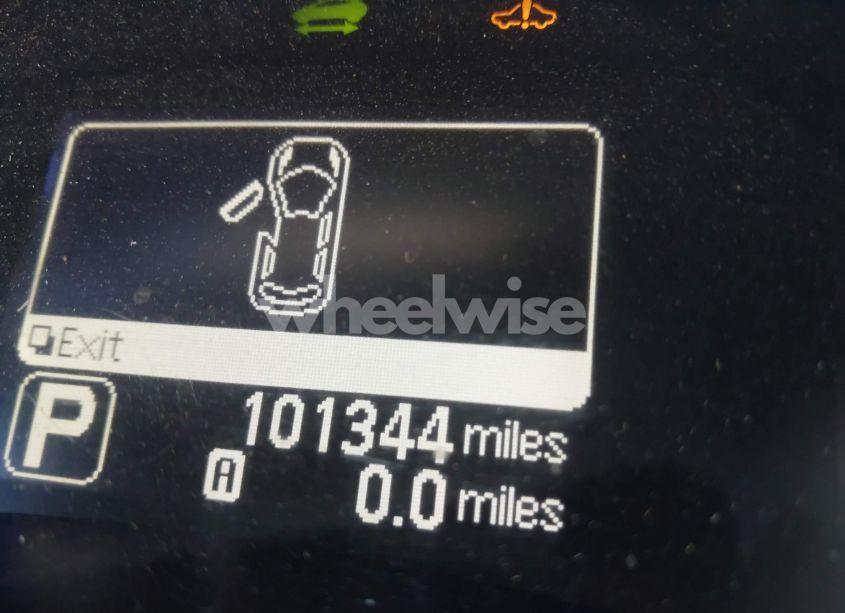 wheelwise
Exit
P
101344 miles
A 0.0 miles